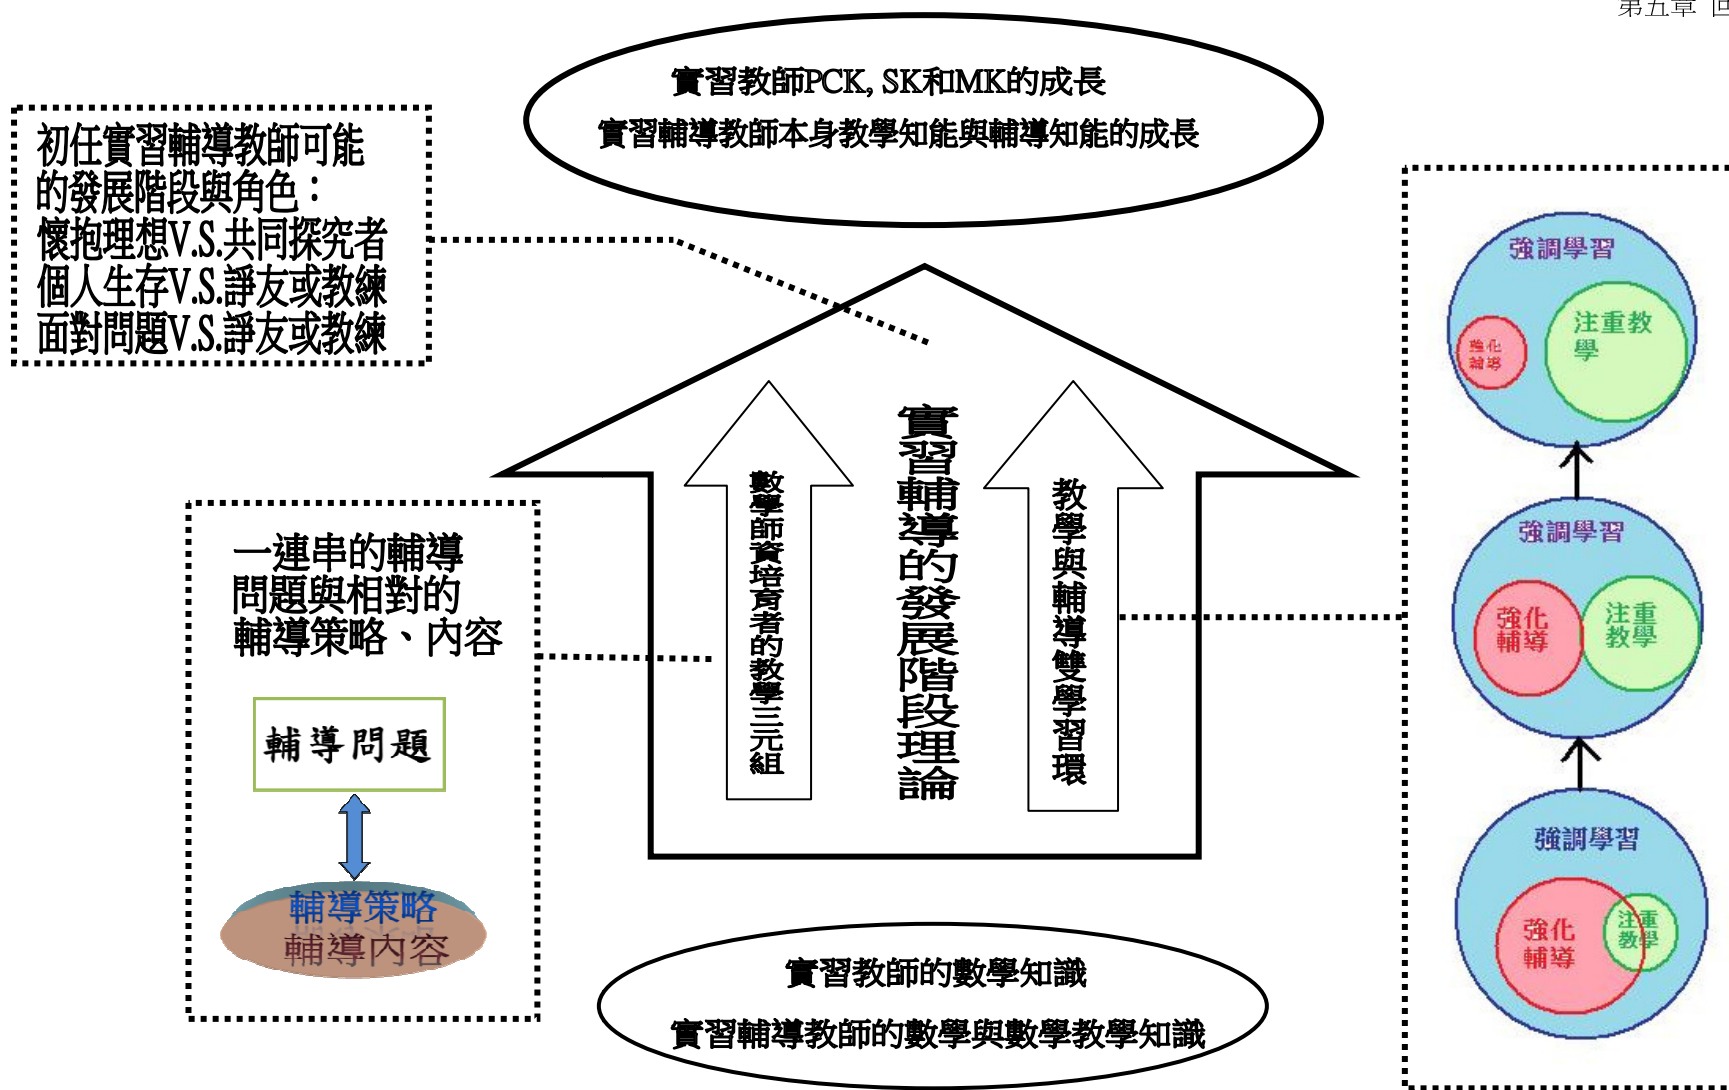 第五章 回
實習教師PCK, SK和MK的成長
實習輔導教師本身教學知能與輔導知能的成長
初任實習輔導教師可能
的發展階段與角色：
懷抱理想V.S.共同探究者
個人生存V.S.諍友或教練
面對問題V.S.諍友或教練
一連串的輔導
問題與相對的
輔導策略、內容
輔導問題
輔導策略
輔導內容
數學師資培育者的教學三元組
實習輔導的發展階段理論
教學與輔導雙學習環
強調學習
強化
輔導
注重教
學
強調學習
強化
輔導
注重
教學
強調學習
強化
輔導
注重
教學
實習教師的數學知識
實習輔導教師的數學與數學教學知識